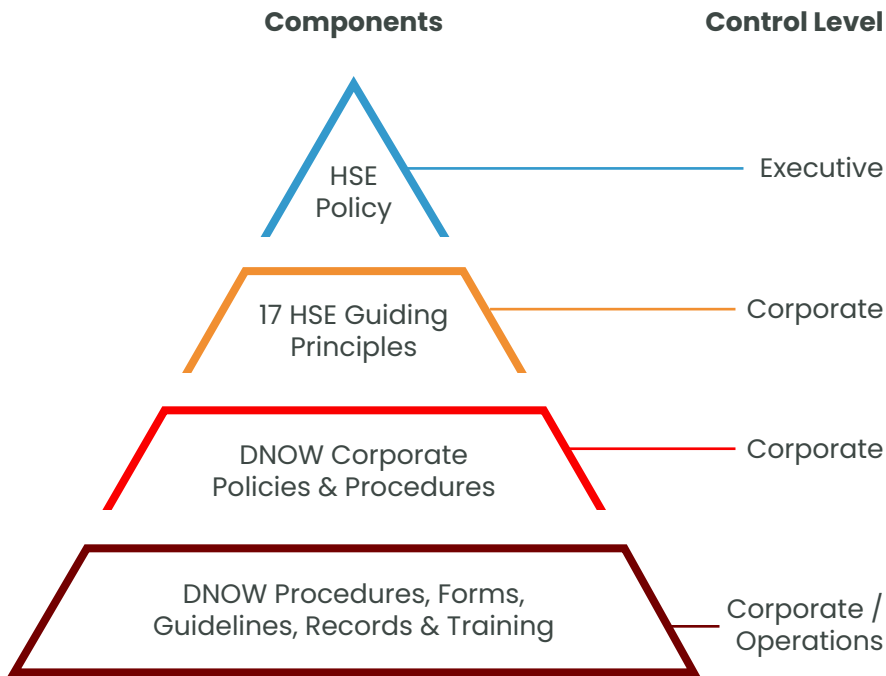 Components
Control Level
HSE
Policy
Executive
17 HSE Guiding
Principles
Corporate
DNOW Corporate
Policies & Procedures
Corporate
DNOW Procedures, Forms,
Guidelines, Records & Training
Corporate /
Operations